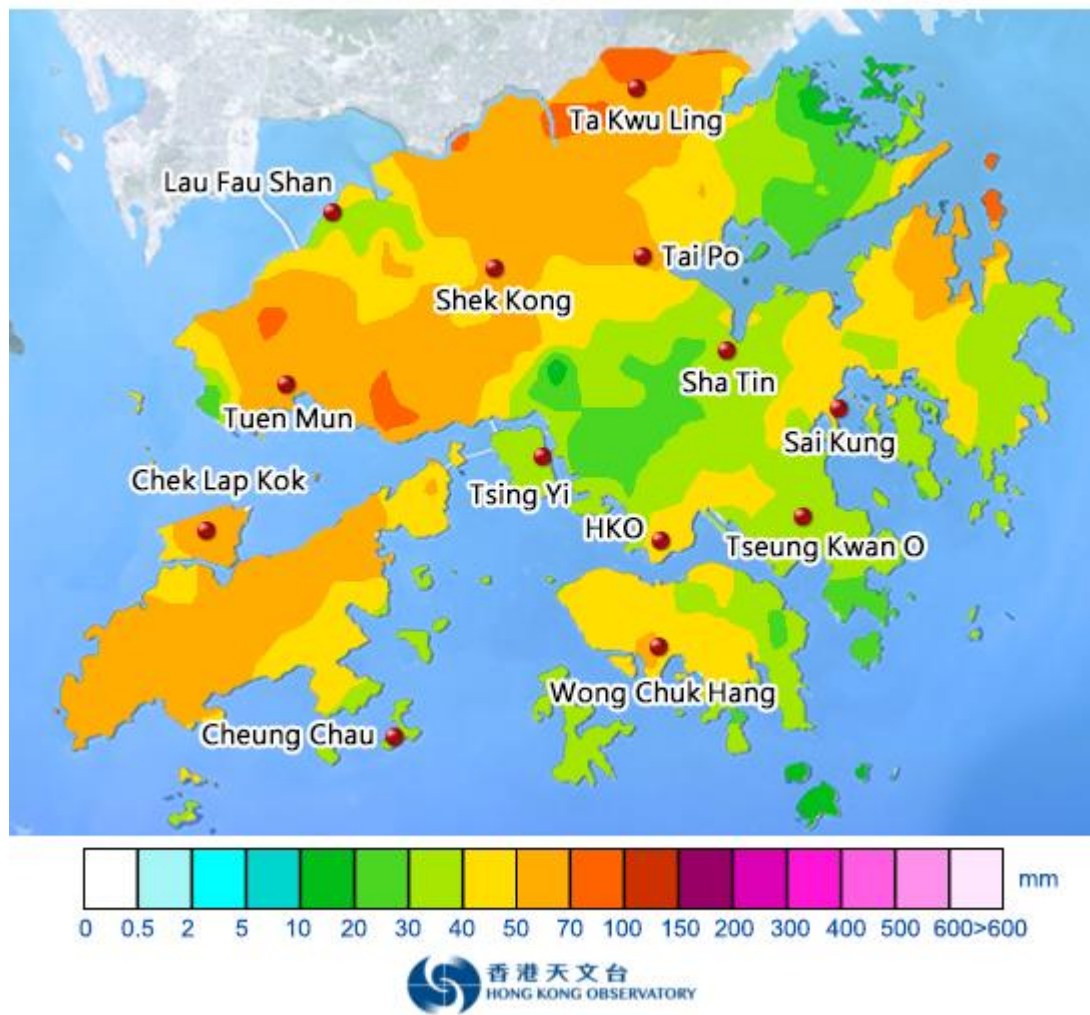 Ta Kwu Ling
Lau Fau Shan
Tai Po
Shek Kong
Sha Tin
Tuen Mun
Sai Kung
Chek Lap Kok
Tsing Yi
HKO
Tseung Kwan O
Wong Chuk Hang
Cheung Chau
mm
0 0.5 2 5 10 20 30 40 50 70 100 150 200 300 400 500 600>600
香港天文台
HONG KONG OBSERVATORY